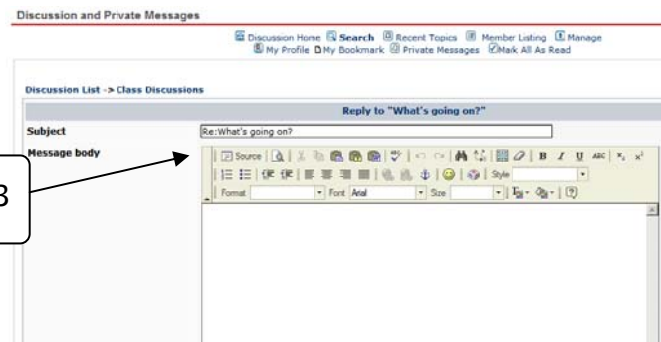 Discussion and Private Messages
Discussion Home Search Recent Topics Member Listing Manage
My Profile My Bookmark Private Messages Mark All As Read
Discussion List -> Class Discussions
Reply to "What's going on?"
Subject Re:What's going on?
Message body
Source B I U ABC x₂ x²
Style
Format Font Arial Size
3